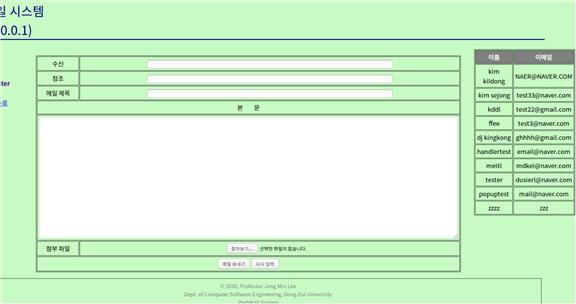 일 시스템
0.0.1)
ster
수신
참조
메일 제목
본 문
첨부 파일
찾아보기... 선택한 파일이 없습니다.
메일 보내기 다시 입력
이름 이메일
kim kildong NAER@NAVER.COM
kim sejong test33@naver.com
kddl test22@gmail.com
ffee test3@naver.com
dj kingkong ghhhh@gmail.com
handlertest email@naver.com
meitl mdkei@naver.com
tester dusierl@naver.com
popuptest mail@naver.com
zzzz zzz
© 2010, Professor Jong Min Lee
Dept. of Computer Software Engineering, Dong-Eui University
WebMail System